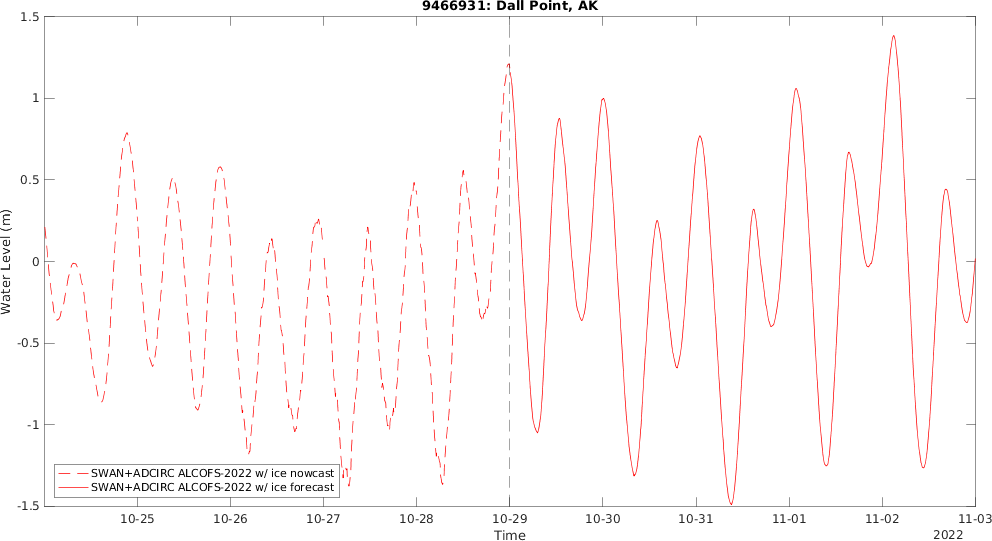 9466931: Dall Point, AK
1.5
1
0.5
0
-0.5
-1
-1.5
Water Level (m)
SWAN+ADCIRC ALCOFS-2022 w/ ice nowcast
SWAN+ADCIRC ALCOFS-2022 w/ ice forecast
10-25 10-26 10-27 10-28 10-29 10-30 10-31 11-01 11-02 11-03
Time
2022